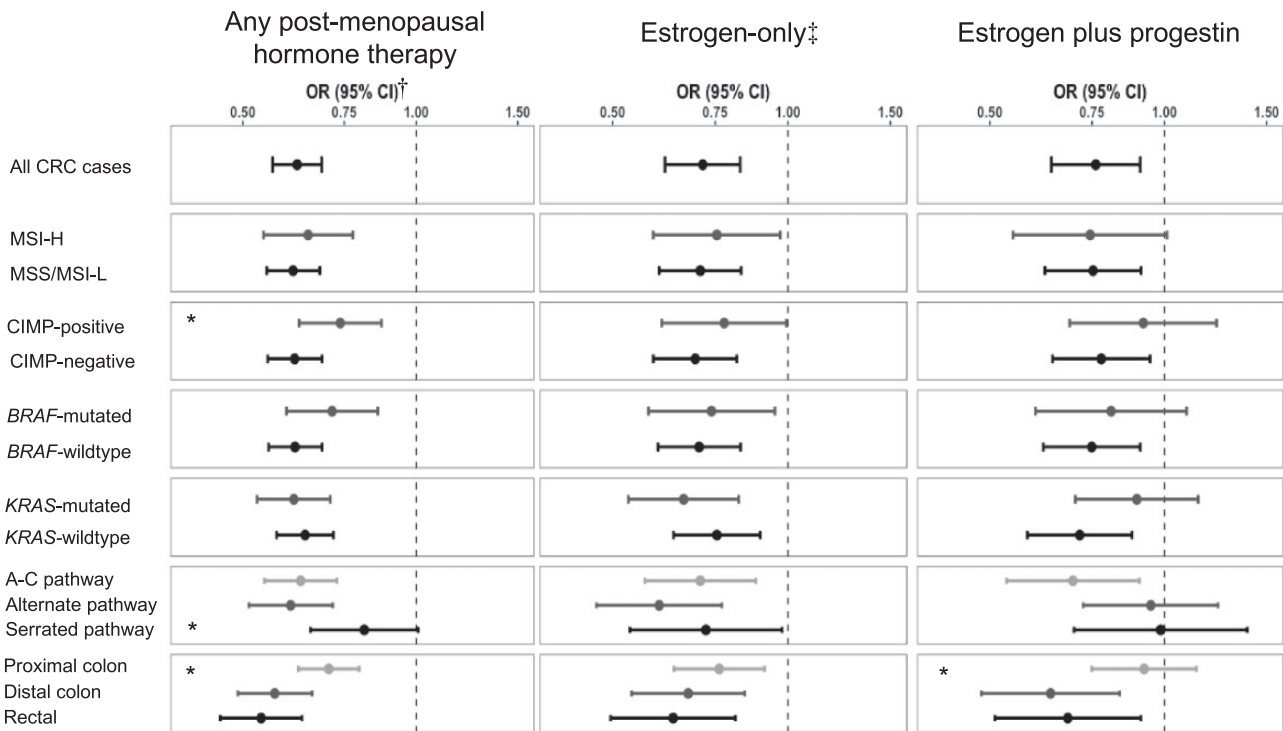 Any post-menopausal
hormone therapy
Estrogen-only‡
Estrogen plus progestin
OR (95% CI)†
OR (95% CI)
OR (95% CI)
0.50 0.75 1.00 1.50
0.50 0.75 1.00 1.50
0.50 0.75 1.00 1.50
All CRC cases
MSI-H
MSS/MSI-L
CIMP-positive *
CIMP-negative
BRAF-mutated
BRAF-wildtype
KRAS-mutated
KRAS-wildtype
A-C pathway
Alternate pathway
Serrated pathway *
Proximal colon * *
Distal colon
Rectal